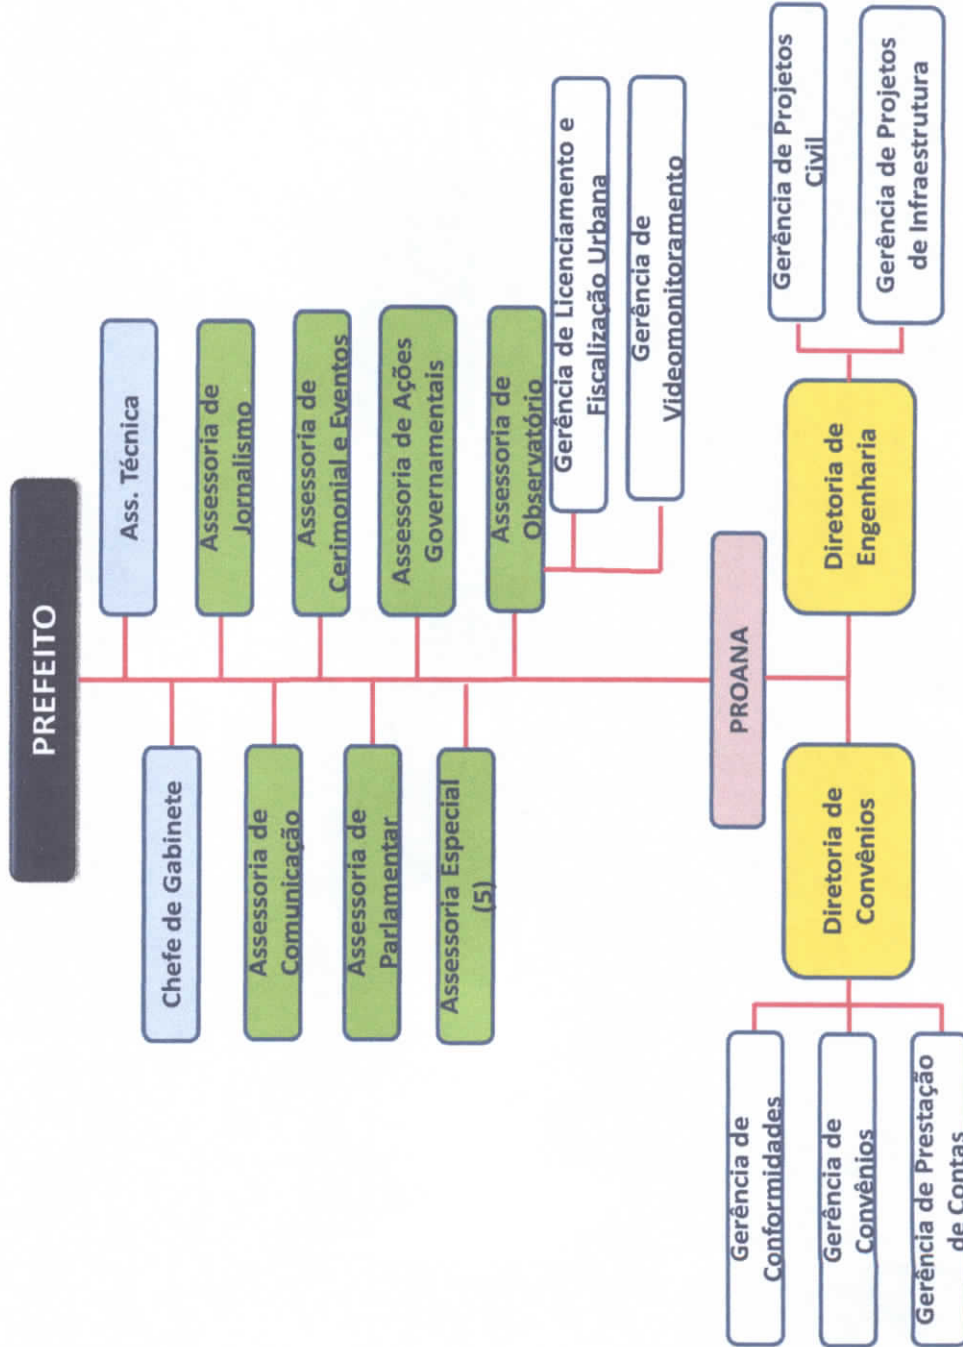 PREFEITO
Ass. Técnica
Chefe de Gabinete
Assessoria de
Jornalismo
Assessoria de
Comunicação
Assessoria de
Cerimonial e Eventos
Assessoria de
Parlamentar
Assessoria de Ações
Governamentais
Assessoria Especial
(5)
Assessoria de
Observatório
Gerência de Licenciamento e
Fiscalização Urbana
Gerência de
Videomonitoramento
PROANA
Diretoria de
Convênios
Diretoria de
Engenharia
Gerência de
Conformidades
Gerência de
Convênios
Gerência de Prestação
de Contas
Gerência de Projetos
Civil
Gerência de Projetos
de Infraestrutura